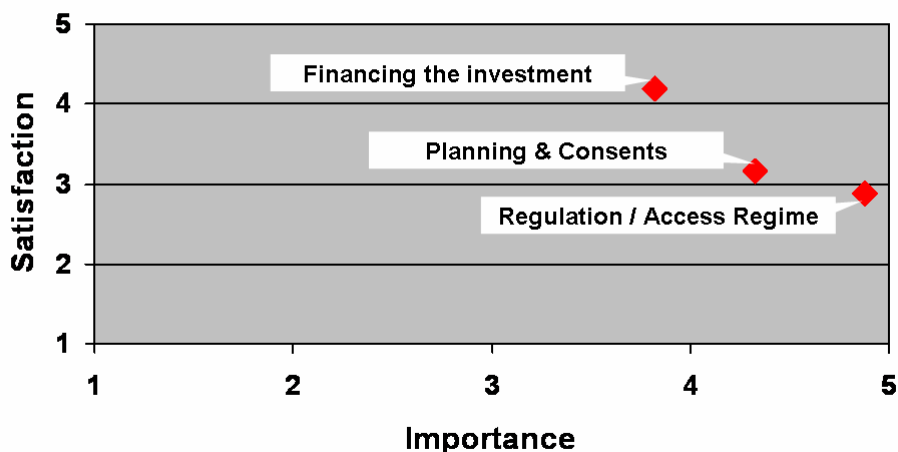 5
Financing the investment
4
Planning & Consents
3
Regulation / Access Regime
2
1
Satisfaction
1 2 3 4 5
Importance